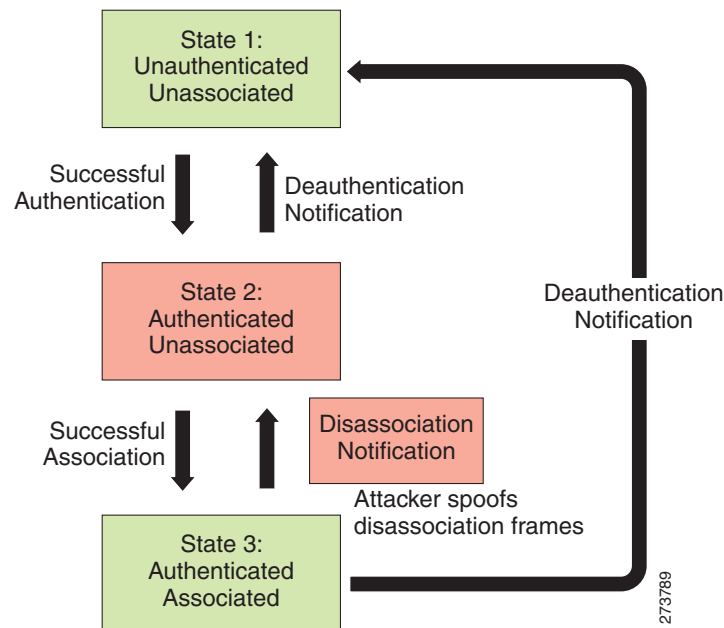 State 1:
Unauthenticated
Unassociated
Successful
Authentication
Deauthentication
Notification
State 2:
Authenticated
Unassociated
Deauthentication
Notification
Successful
Association
Disassociation
Notification
Attacker spoofs
disassociation frames
State 3:
Authenticated
Associated
273789